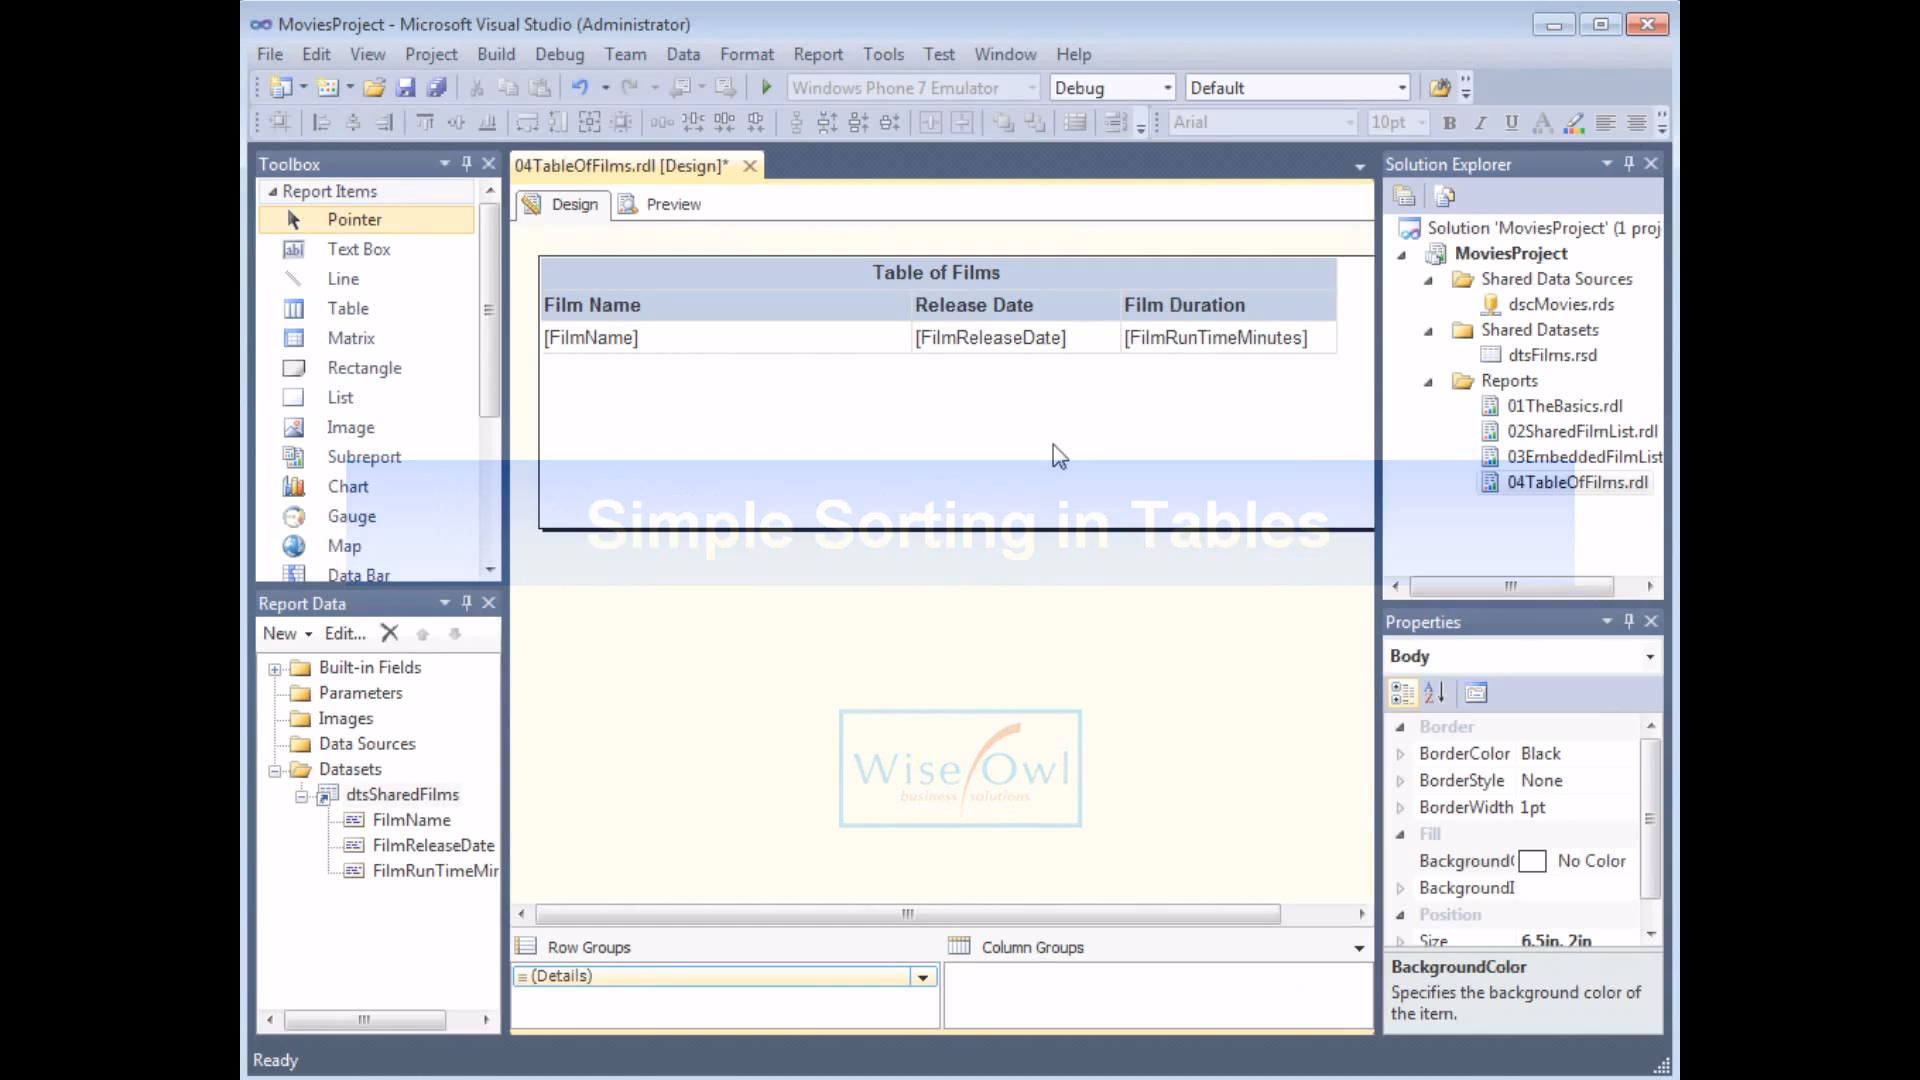 MoviesProject - Microsoft Visual Studio (Administrator)
File Edit View Project Build Debug Team Data Format Report Tools Test Window Help
Windows Phone 7 Emulator Debug Default
Arial 10pt B I U A
Toolbox
Report Items
Pointer
Text Box
Line
Table
Matrix
Rectangle
List
Image
Subreport
Chart
Gauge
Map
Data Bar
Report Data
New Edit...
Built-in Fields
Parameters
Images
Data Sources
Datasets
dtsSharedFilms
FilmName
FilmReleaseDate
FilmRunTimeMin
04TableOfFilms.rdl [Design]*
Design Preview
Table of Films
Film Name Release Date Film Duration
[FilmName] [FilmReleaseDate] [FilmRunTimeMinutes]
Simple Sorting in Tables
Wise Owl
business solutions
Row Groups Column Groups
(Details)
Solution Explorer
Solution 'MoviesProject' (1 proj
MoviesProject
Shared Data Sources
dscMovies.rds
Shared Datasets
dtsFilms.rsd
Reports
01TheBasics.rdl
02SharedFilmList.rdl
03EmbeddedFilmList
04TableOfFilms.rdl
Properties
Body
Border
BorderColor Black
BorderStyle None
BorderWidth 1pt
Fill
Background No Color
BackgroundI
Position
Size 6.5in, 2in
BackgroundColor
Specifies the background color of
the item.
Ready